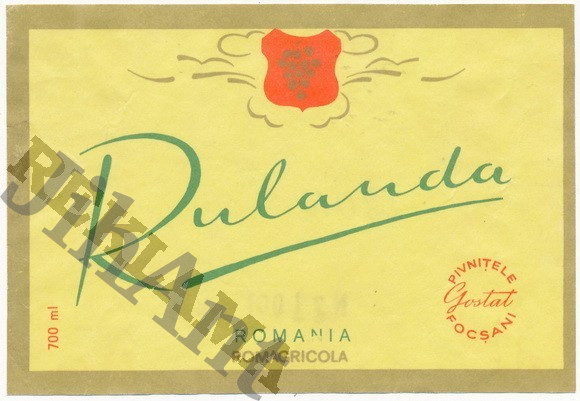 Rulanda
PIVNIȚELE
Gostat
FOCȘANI
700 ml
ROMANIA
ROMAGRICOLA
REKLAMA